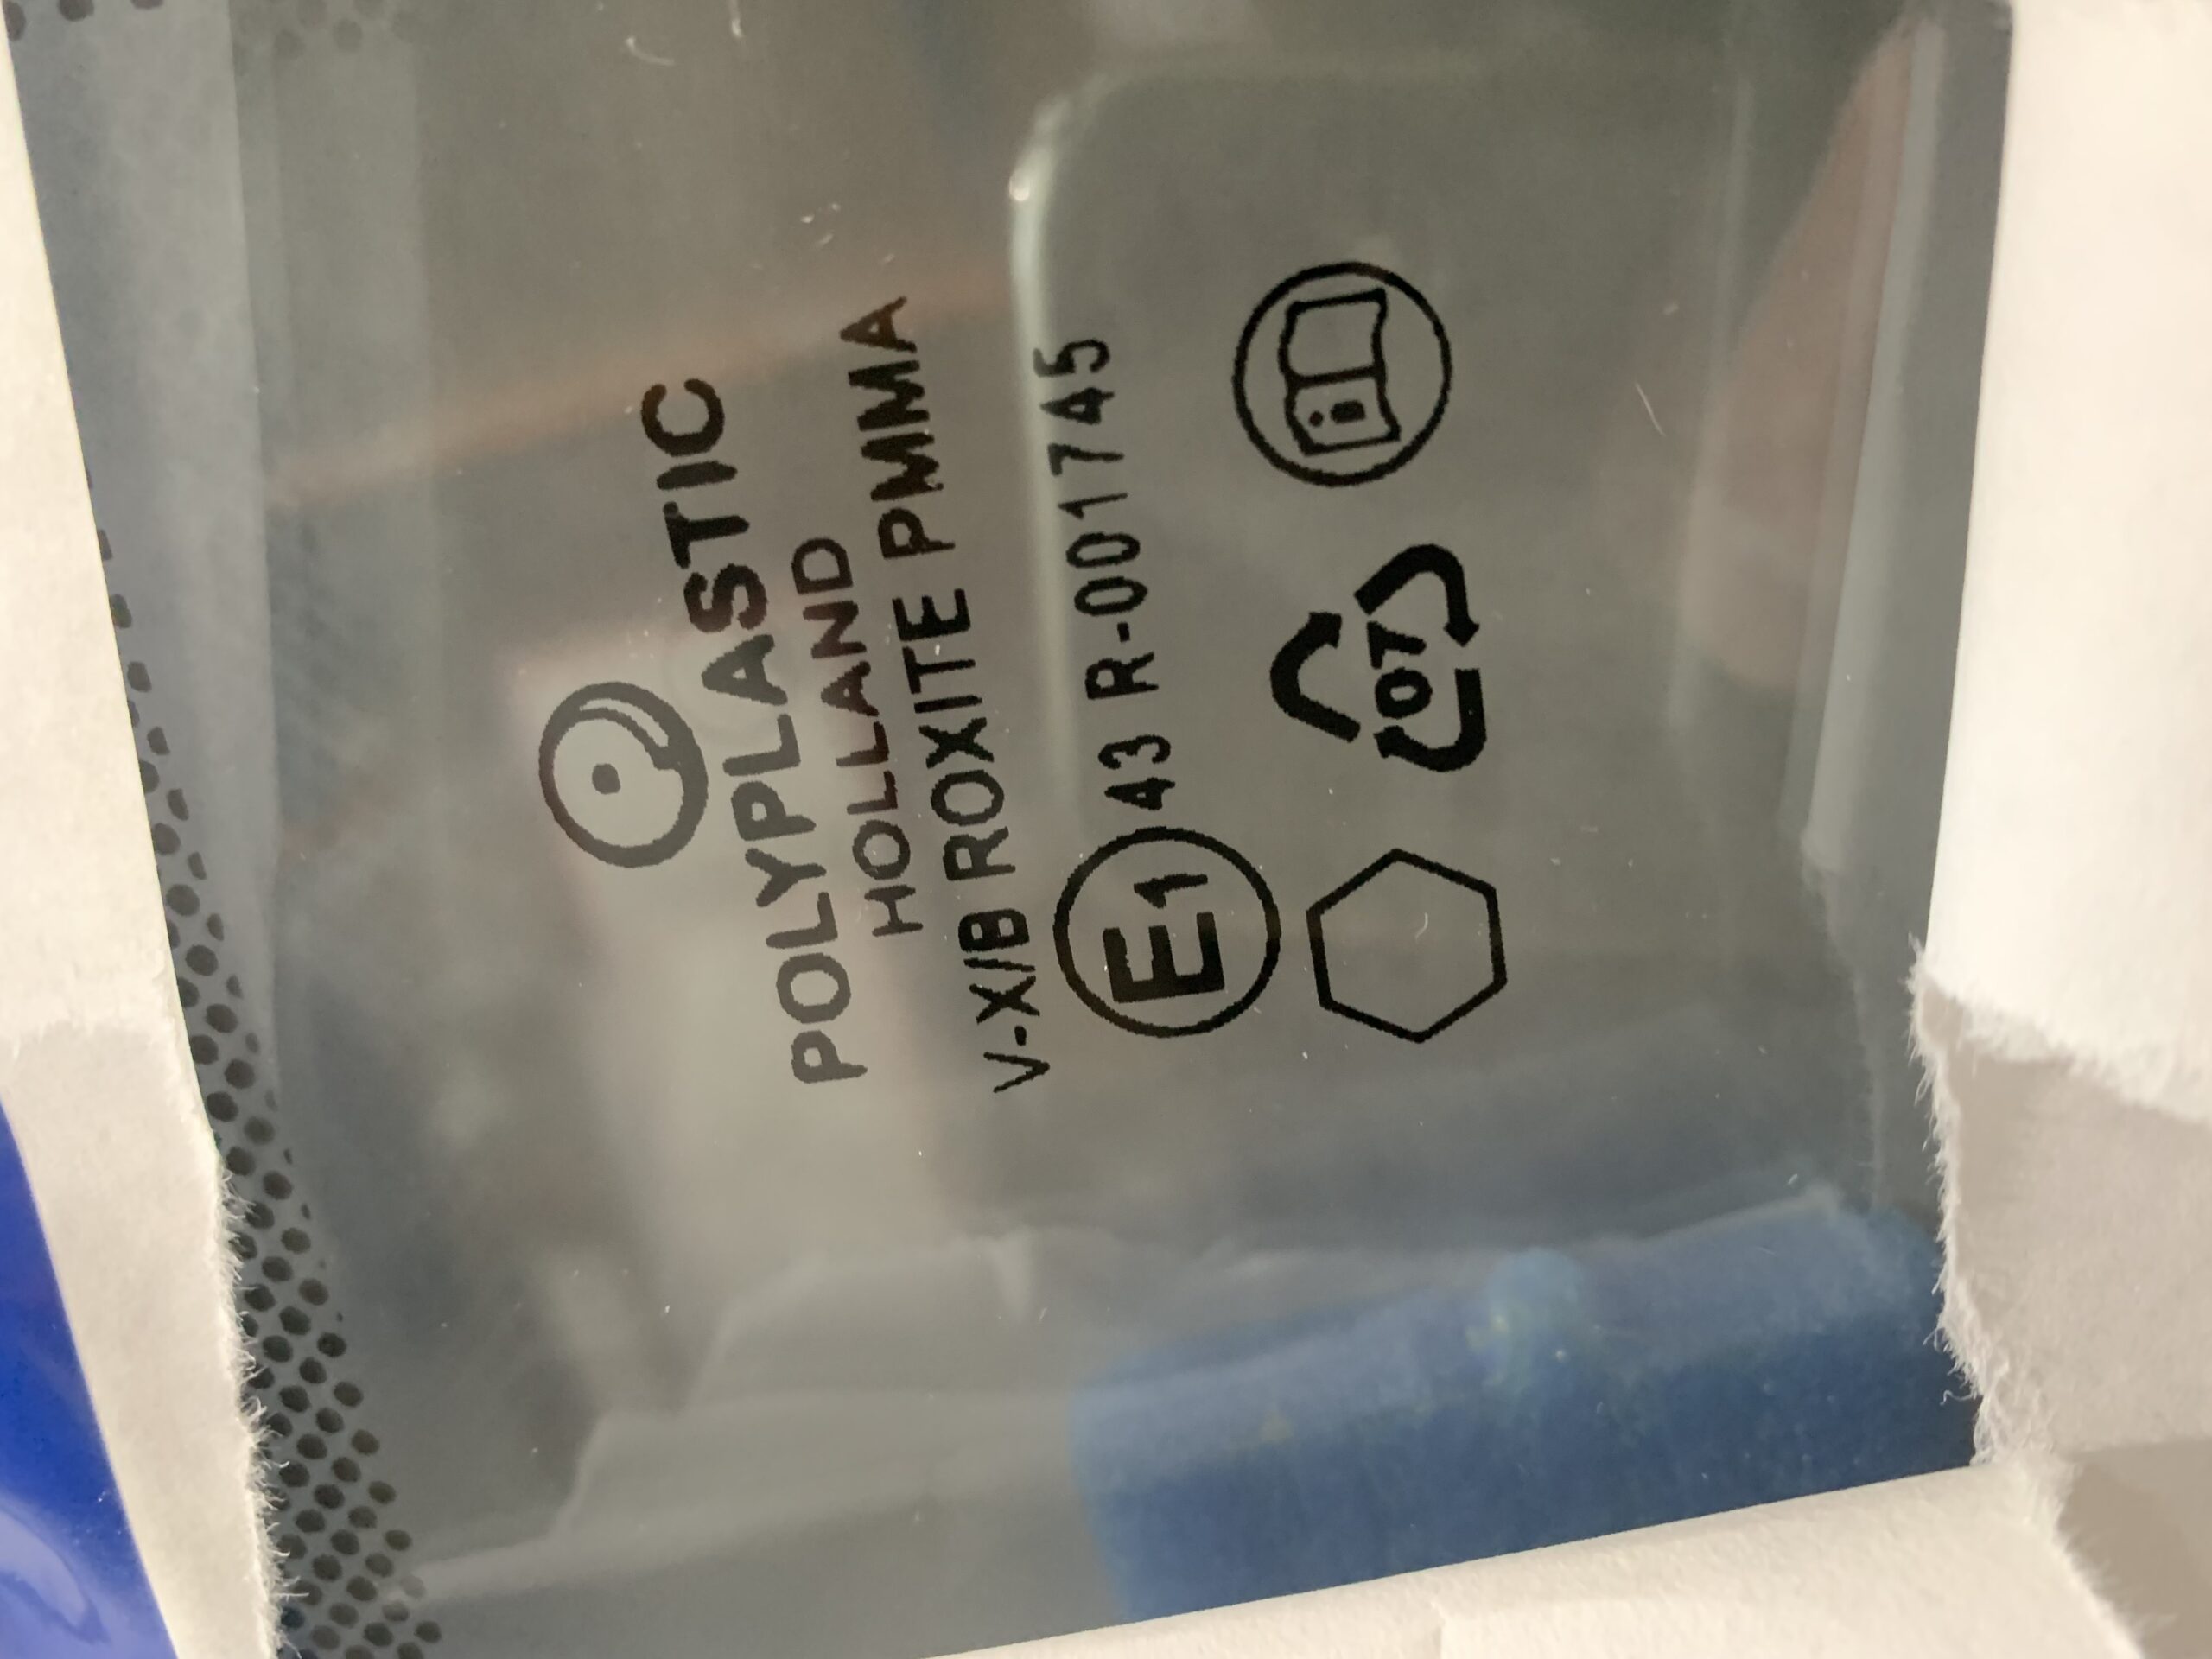 POLYPLASTIC
HOLLAND
V-X/B ROXITE PMMA
E1 43 R-001745
07
i